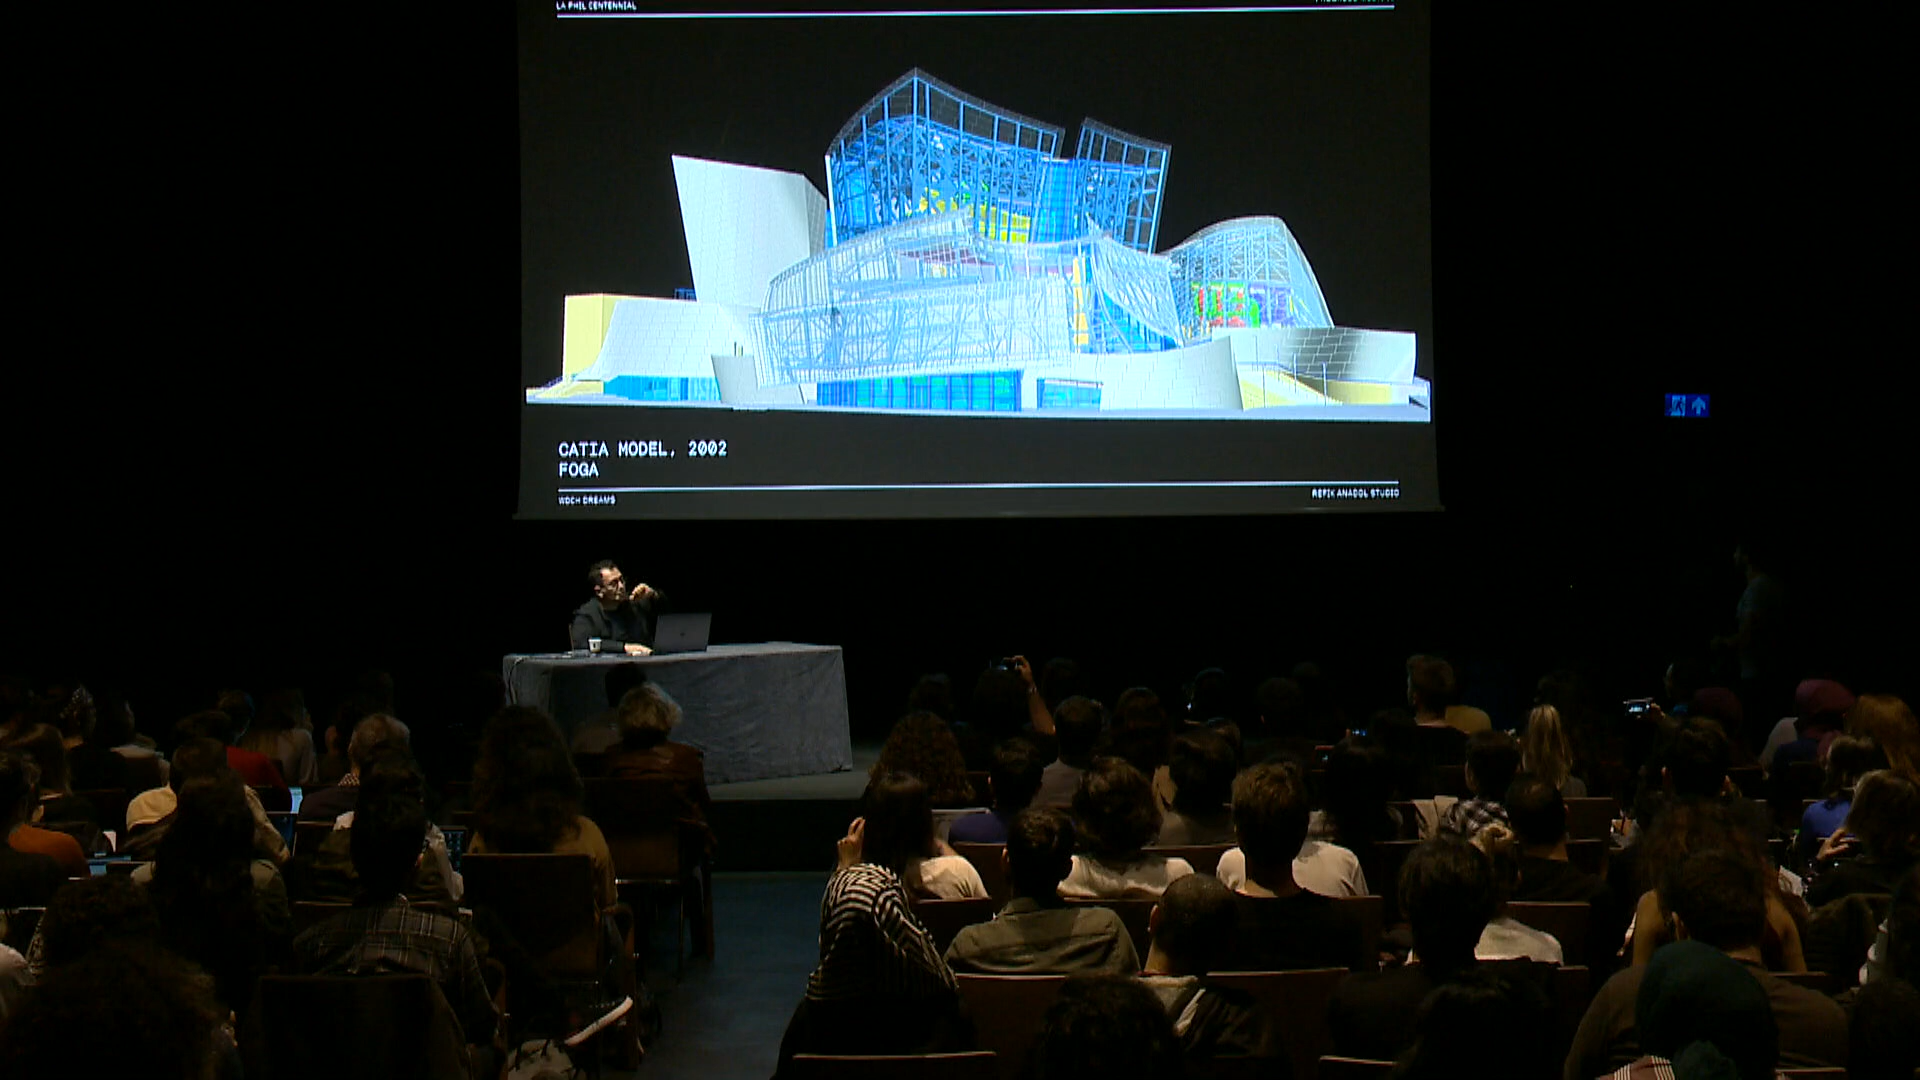 LA PHIL CENTENNIAL
CATIA MODEL, 2002
FOGA
WDCH DREAMS
REFIK ANADOL STUDIO